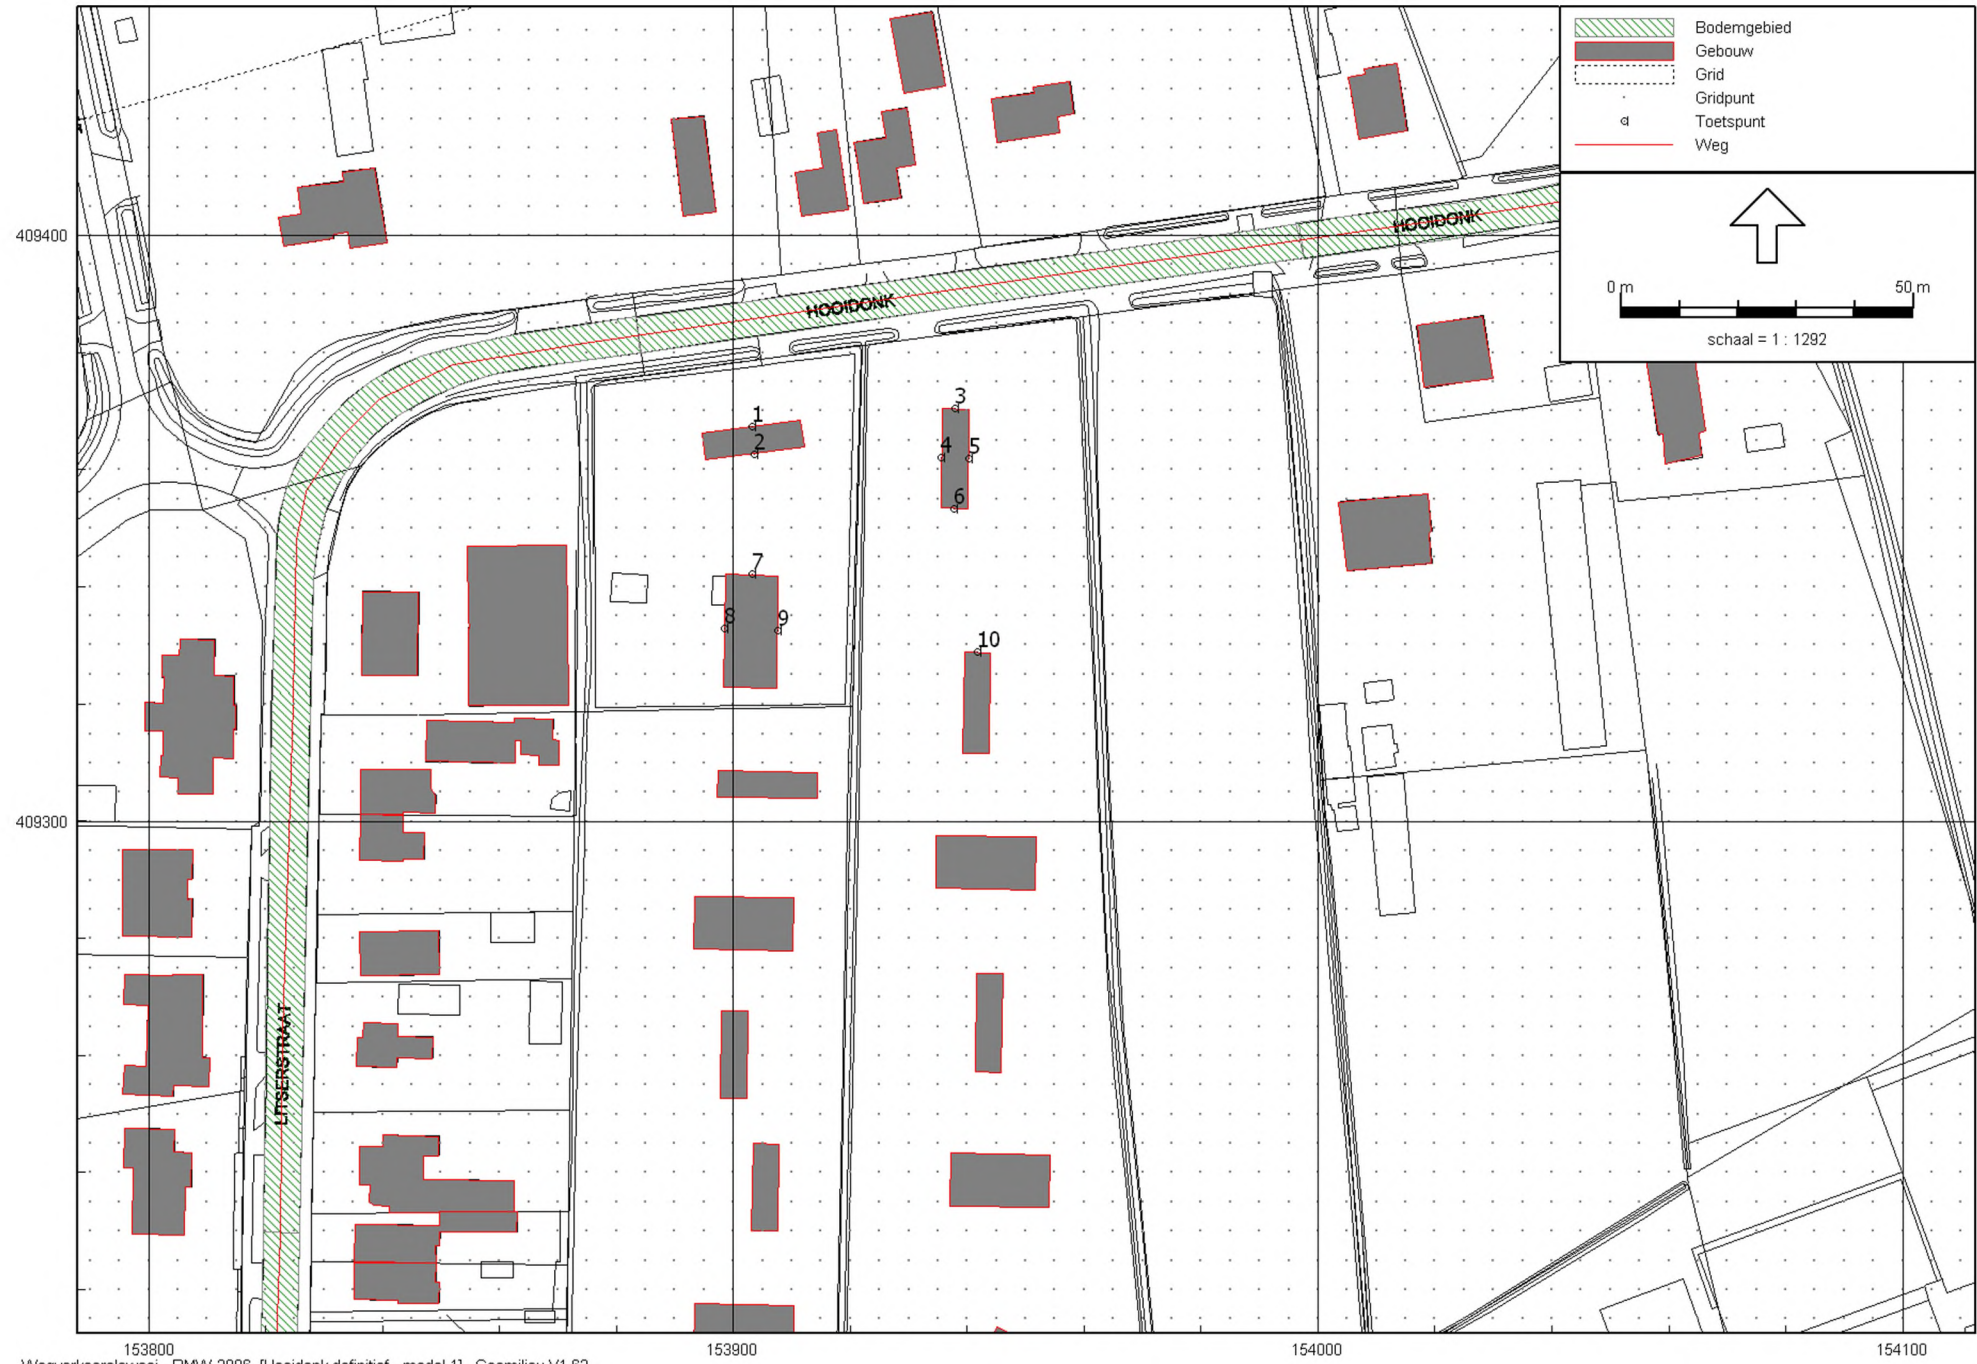 Bodemgebied
Gebouw
Grid
Gridpunt
Toetspunt
Weg
0 m 50 m
schaal = 1 : 1292
409400
HOOIDONK
HOOIDONK
1
2
3
4 5
6
7
8 9
10
409300
LITSERSTRAAT
153800 153900 154000 154100